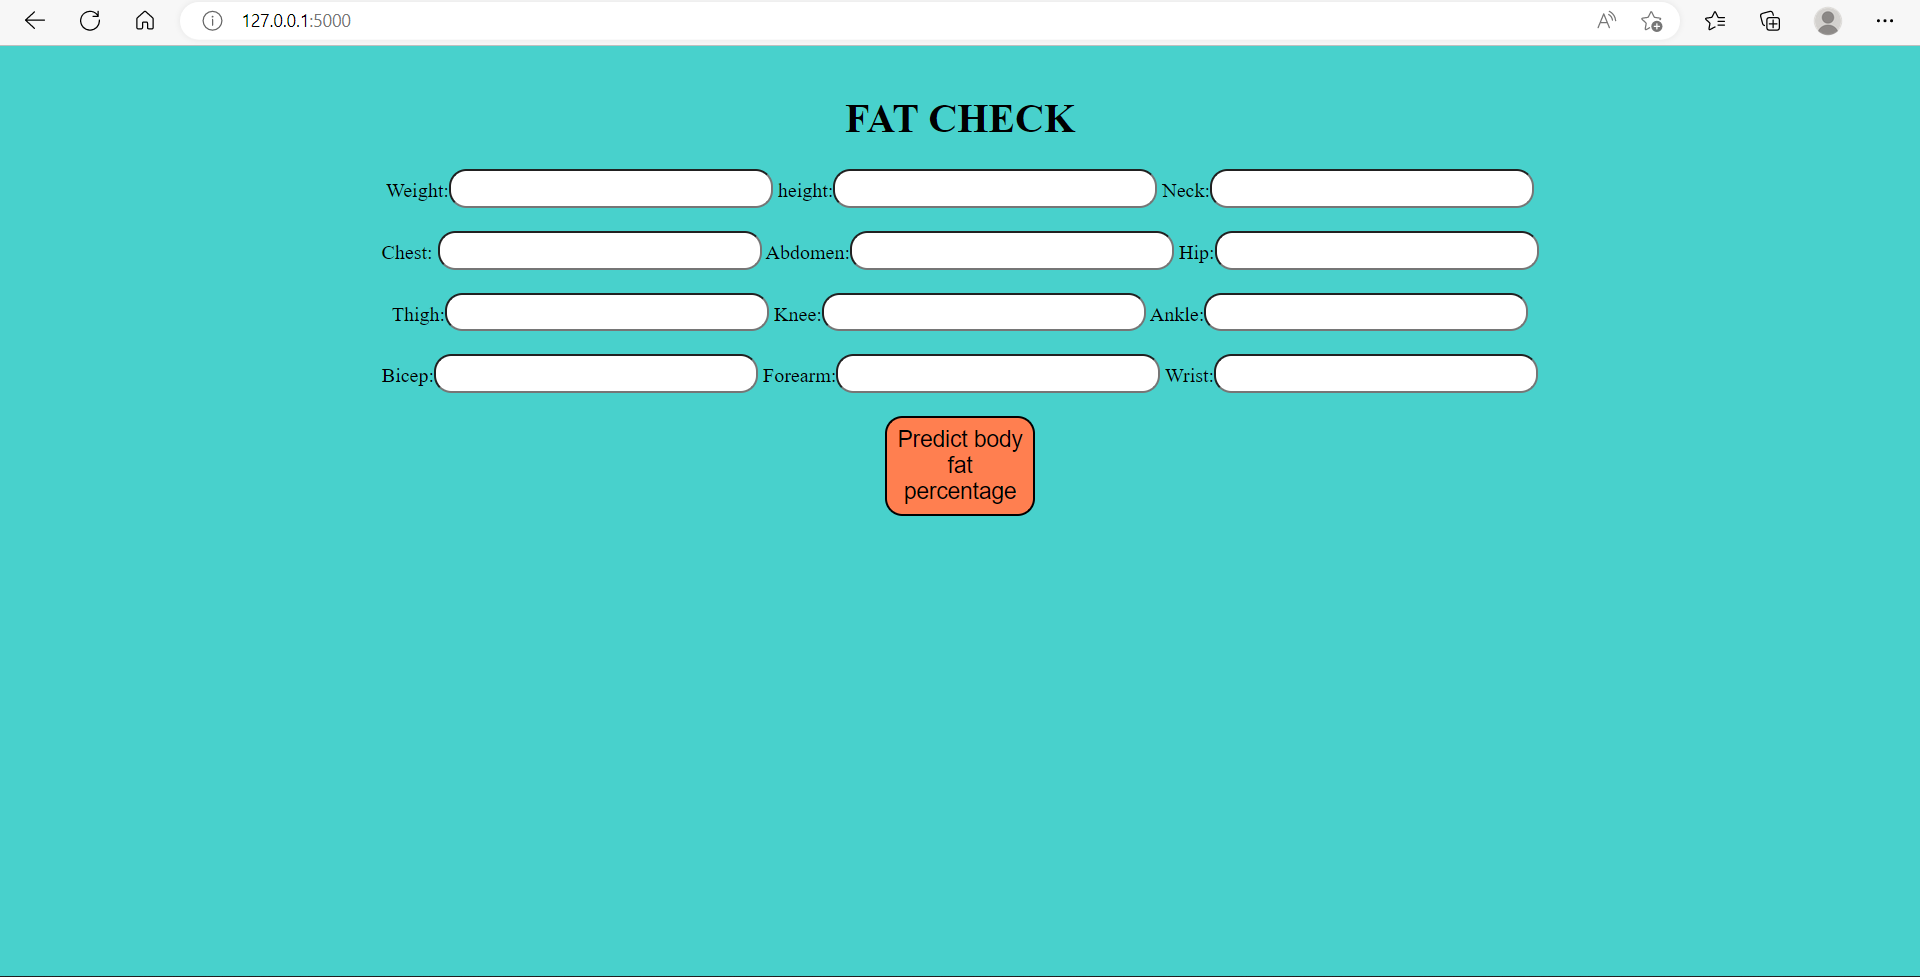 127.0.0.1:5000
FAT CHECK
Weight: height: Neck:
Chest: Abdomen: Hip:
Thigh: Knee: Ankle:
Bicep: Forearm: Wrist:
Predict body
fat
percentage